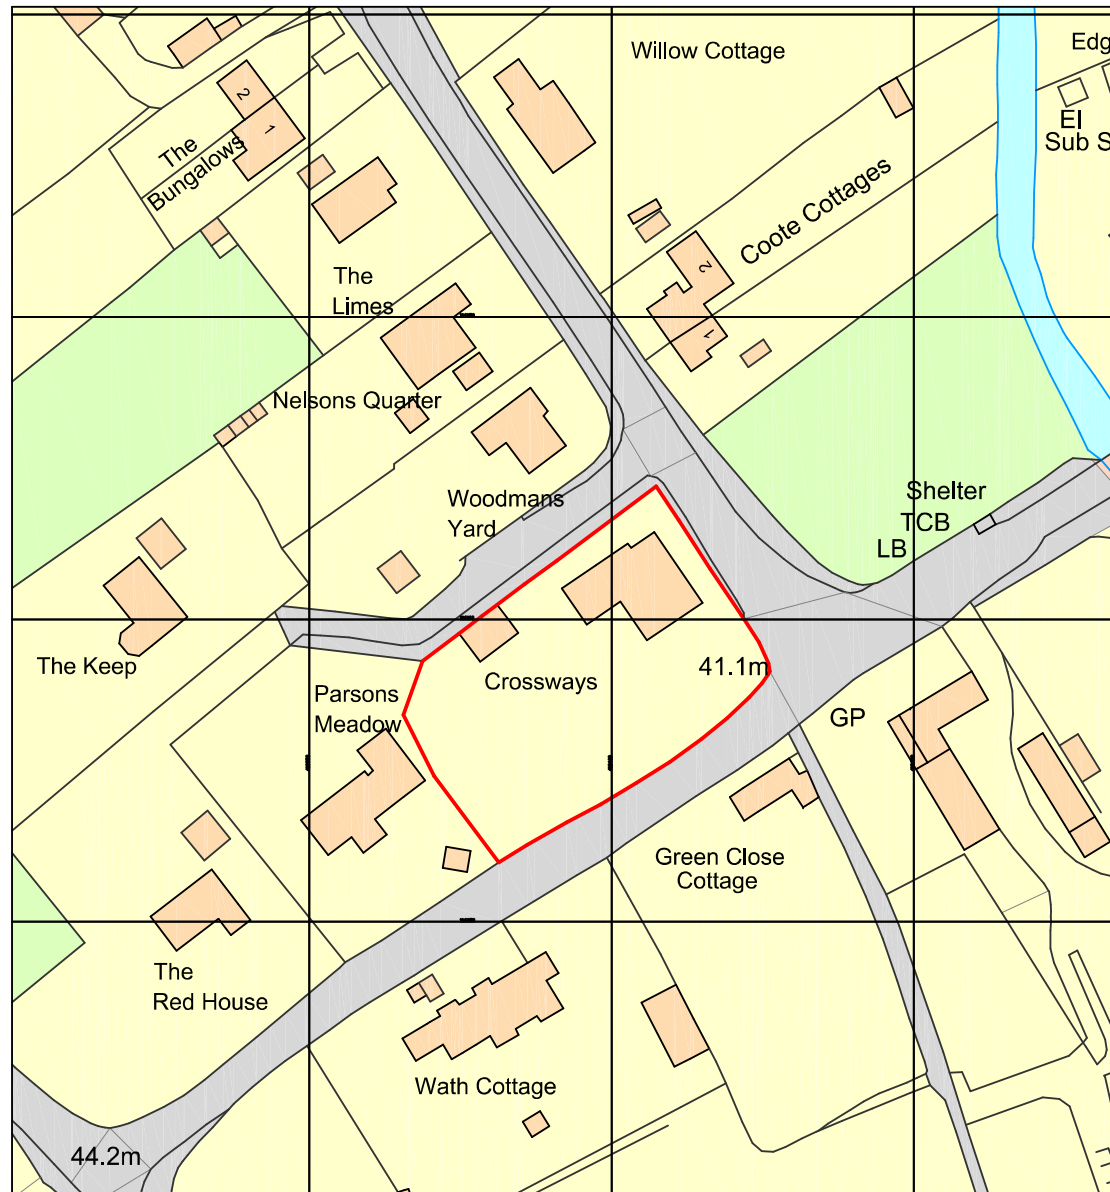 Willow Cottage
Edg
El
Sub S
2
1
The
Bungalows
Coote Cottages
2
1
The
Limes
Nelsons Quarter
Woodmans
Yard
Shelter
TCB
LB
The Keep
Parsons
Meadow
Crossways
41.1m
GP
Green Close
Cottage
The
Red House
Wath Cottage
44.2m